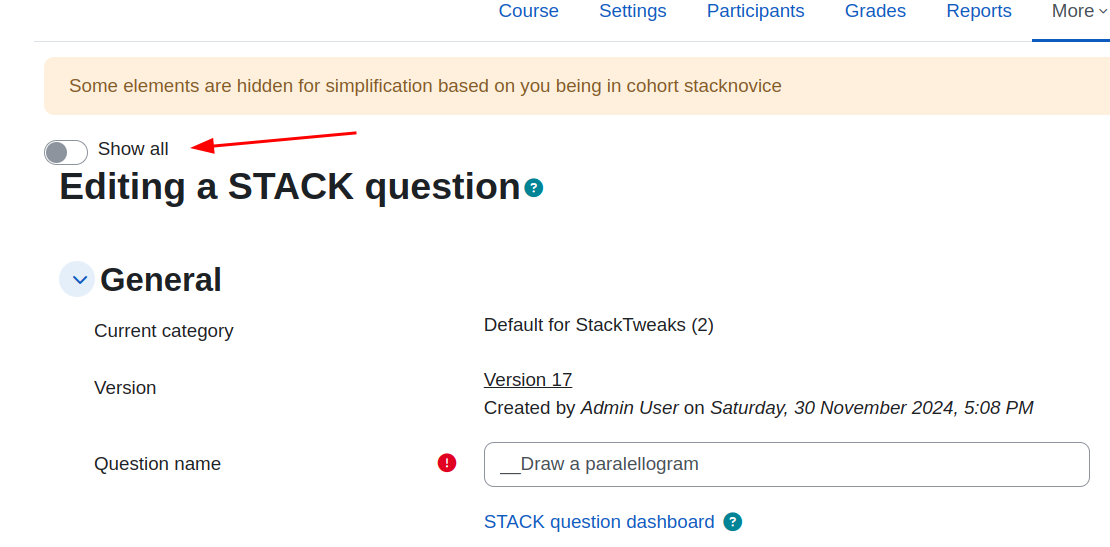 Course Settings Participants Grades Reports More
Some elements are hidden for simplification based on you being in cohort stacknovice
Show all
Editing a STACK question ?
General
Current category Default for StackTweaks (2)
Version Version 17
Created by Admin User on Saturday, 30 November 2024, 5:08 PM
Question name ! __Draw a paralellogram
STACK question dashboard ?